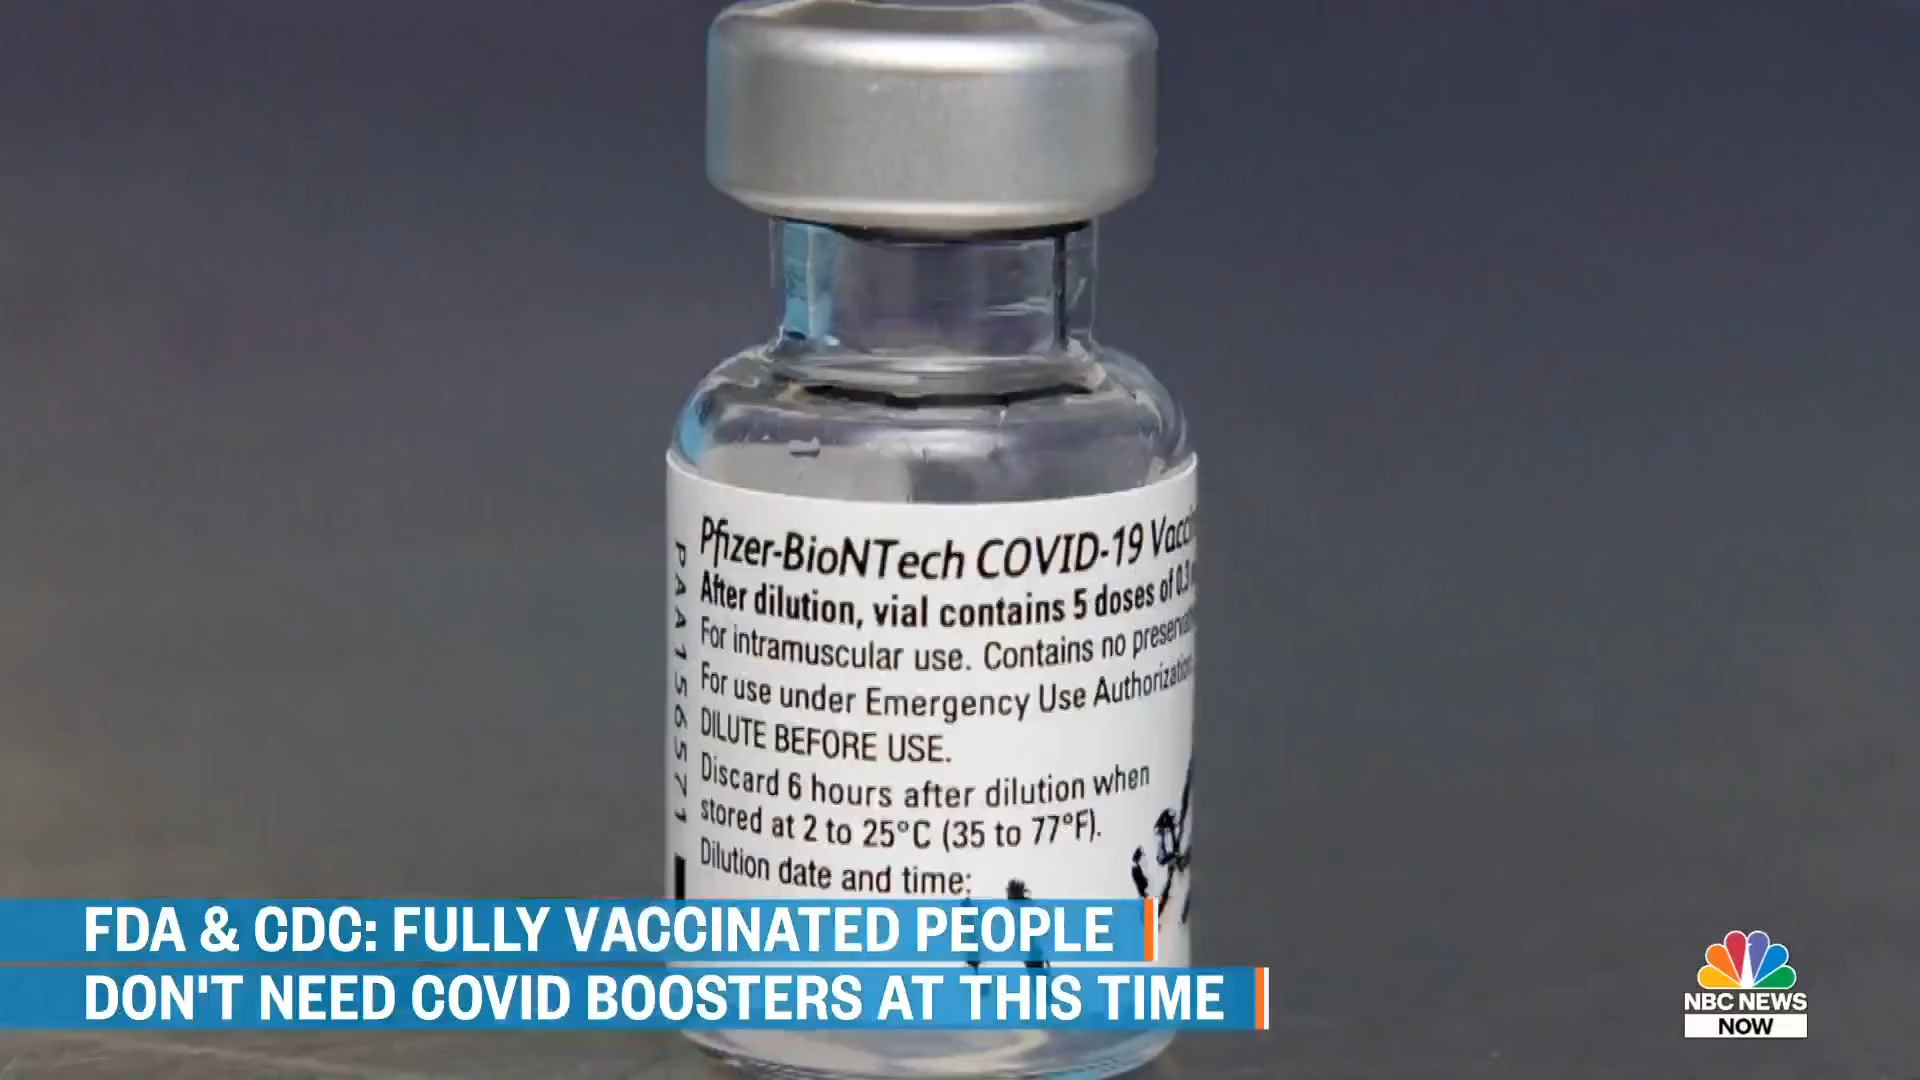 Pfizer-BioNTech COVID-19
After dilution, vial contains 5 doses of 0.3
For intramuscular use. Contains no
For use under Emergency Use
DILUTE BEFORE USE.
Discard 6 hours after dilution when
stored at 2 to 25°C (35 to 77°F).
Dilution date and time:
PAA156571
FDA & CDC: FULLY VACCINATED PEOPLE
DON'T NEED COVID BOOSTERS AT THIS TIME
NBC NEWS
NOW